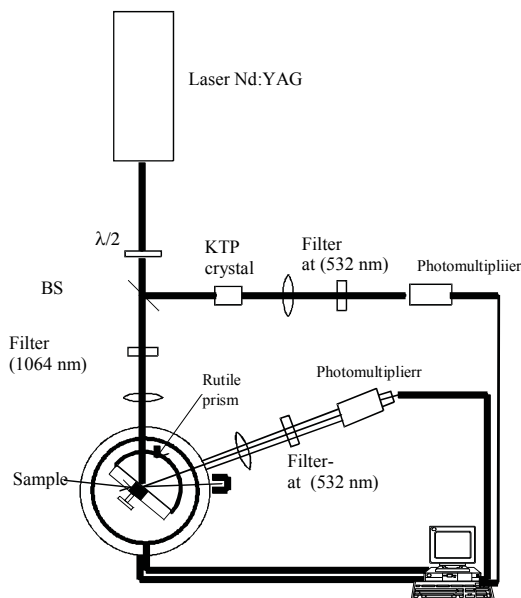 Laser Nd:YAG
λ/2
KTP
crystal
Filter
at (532 nm)
Photomultipliier
BS
Filter
(1064 nm)
Rutile
prism
Photomultiplierr
Sample
Filter-
at (532 nm)